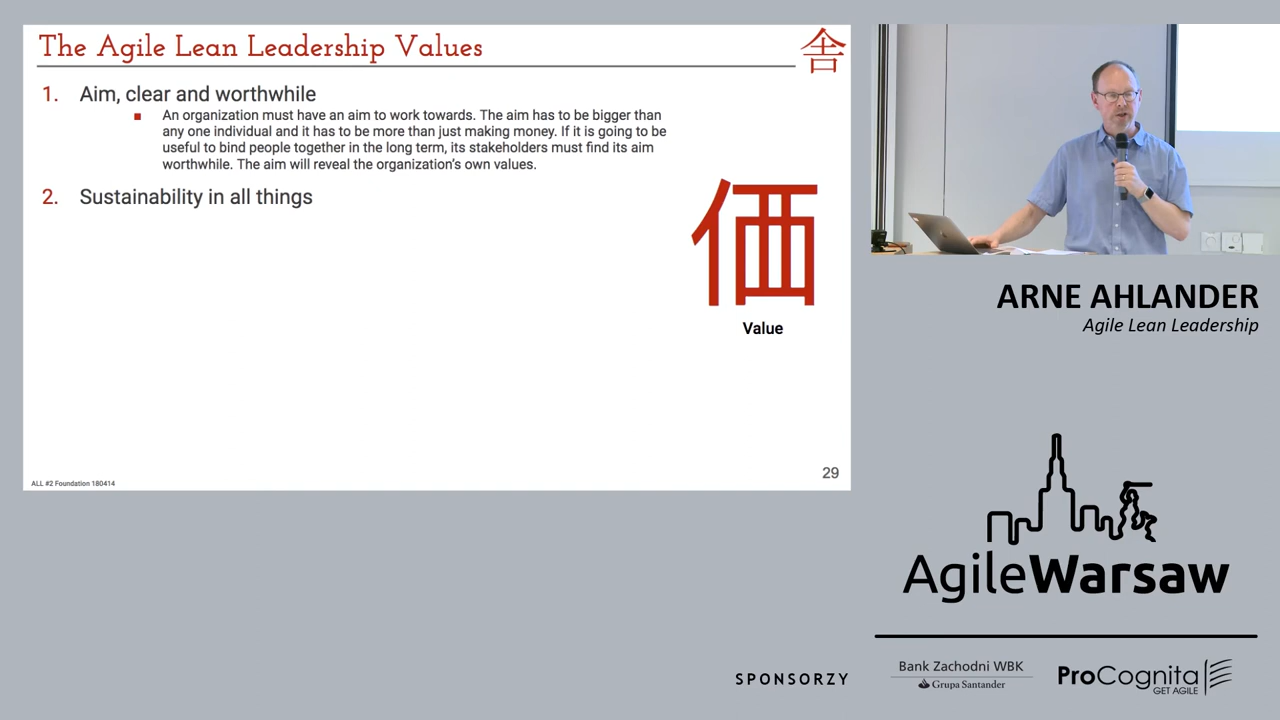 The Agile Lean Leadership Values
舎
1. Aim, clear and worthwhile
An organization must have an aim to work towards. The aim has to be bigger than
any one individual and it has to be more than just making money. If it is going to be
useful to bind people together in the long term, its stakeholders must find its aim
worthwhile. The aim will reveal the organization's own values.
2. Sustainability in all things
価
Value
29
ALL #2 Foundation 180414
ARNE AHLANDER
Agile Lean Leadership
AgileWarsaw
SPONSORZY
Bank Zachodni WBK
Grupa Santander
ProCognita
GET AGILE